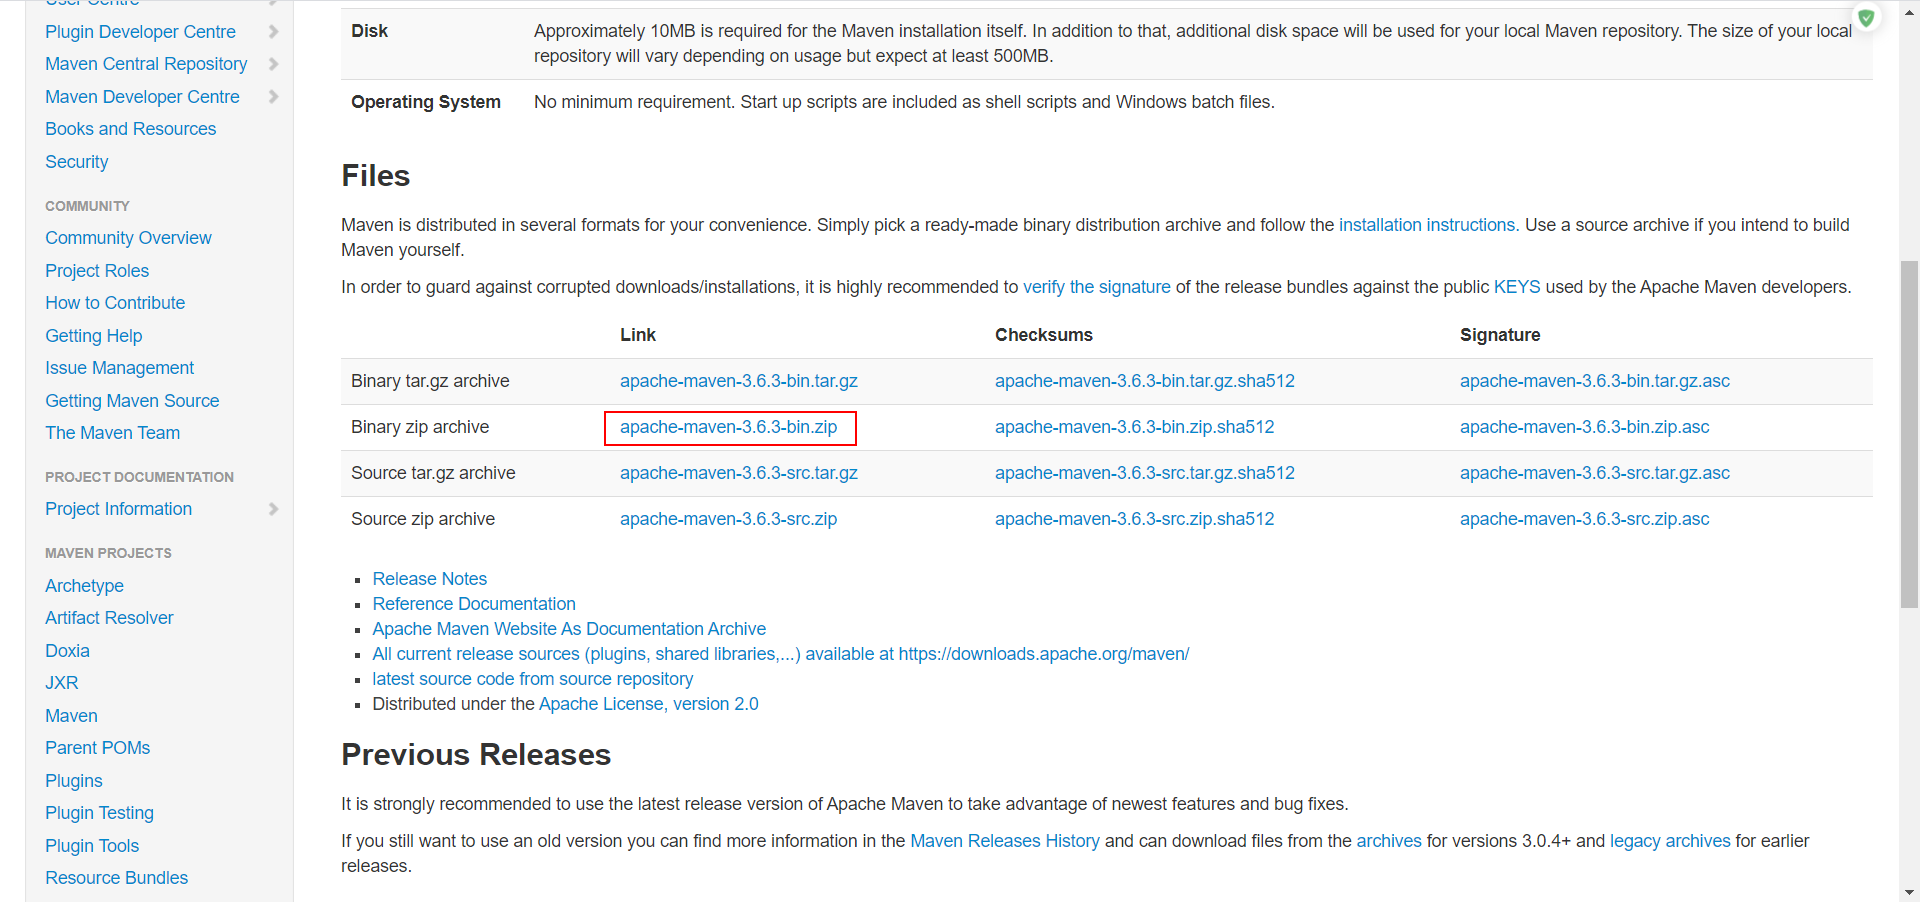 User Centre
Plugin Developer Centre
Maven Central Repository
Maven Developer Centre
Books and Resources
Security
COMMUNITY
Community Overview
Project Roles
How to Contribute
Getting Help
Issue Management
Getting Maven Source
The Maven Team
PROJECT DOCUMENTATION
Project Information
MAVEN PROJECTS
Archetype
Artifact Resolver
Doxia
JXR
Maven
Parent POMs
Plugins
Plugin Testing
Plugin Tools
Resource Bundles
Disk Approximately 10MB is required for the Maven installation itself. In addition to that, additional disk space will be used for your local Maven repository. The size of your local
repository will vary depending on usage but expect at least 500MB.
Operating System No minimum requirement. Start up scripts are included as shell scripts and Windows batch files.
Files
Maven is distributed in several formats for your convenience. Simply pick a ready-made binary distribution archive and follow the installation instructions. Use a source archive if you intend to build
Maven yourself.
In order to guard against corrupted downloads/installations, it is highly recommended to verify the signature of the release bundles against the public KEYS used by the Apache Maven developers.
Link Checksums Signature
Binary tar.gz archive apache-maven-3.6.3-bin.tar.gz apache-maven-3.6.3-bin.tar.gz.sha512 apache-maven-3.6.3-bin.tar.gz.asc
Binary zip archive apache-maven-3.6.3-bin.zip apache-maven-3.6.3-bin.zip.sha512 apache-maven-3.6.3-bin.zip.asc
Source tar.gz archive apache-maven-3.6.3-src.tar.gz apache-maven-3.6.3-src.tar.gz.sha512 apache-maven-3.6.3-src.tar.gz.asc
Source zip archive apache-maven-3.6.3-src.zip apache-maven-3.6.3-src.zip.sha512 apache-maven-3.6.3-src.zip.asc
Release Notes
Reference Documentation
Apache Maven Website As Documentation Archive
All current release sources (plugins, shared libraries,...) available at https://downloads.apache.org/maven/
latest source code from source repository
Distributed under the Apache License, version 2.0
Previous Releases
It is strongly recommended to use the latest release version of Apache Maven to take advantage of newest features and bug fixes.
If you still want to use an old version you can find more information in the Maven Releases History and can download files from the archives for versions 3.0.4+ and legacy archives for earlier
releases.